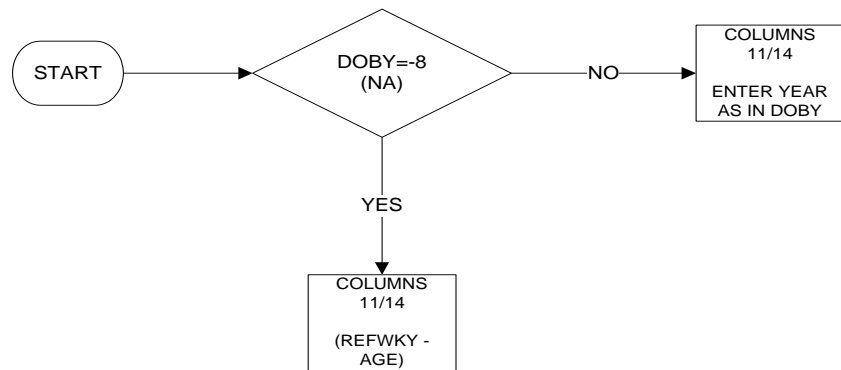 START
DOBY=-8
(NA)
NO
COLUMNS
11/14
ENTER YEAR
AS IN DOBY
YES
COLUMNS
11/14
(REFWKY -
AGE)